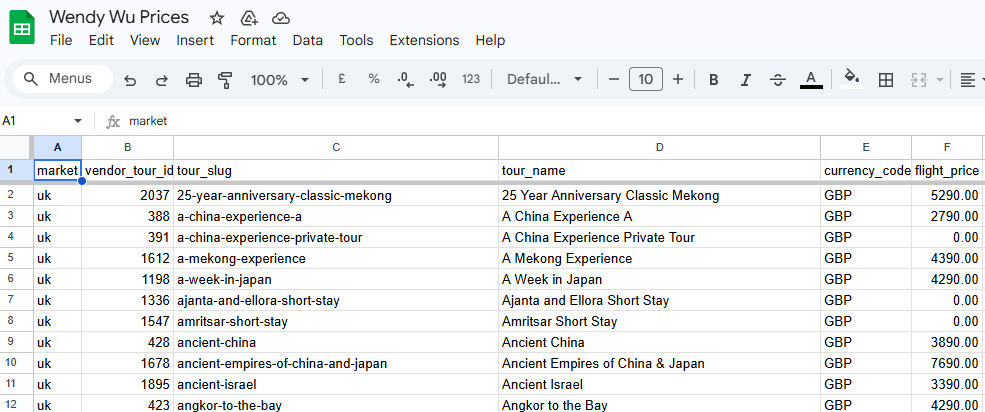 Wendy Wu Prices
File Edit View Insert Format Data Tools Extensions Help
Menus 100% £ % .0 .00 123 Defaul... − 10 + B I S A
A1 fx market
A B C D E F
1 market vendor_tour_id tour_slug tour_name currency_code flight_price
2 uk 2037 25-year-anniversary-classic-mekong 25 Year Anniversary Classic Mekong GBP 5290.00
3 uk 388 a-china-experience-a A China Experience A GBP 2790.00
4 uk 391 a-china-experience-private-tour A China Experience Private Tour GBP 0.00
5 uk 1612 a-mekong-experience A Mekong Experience GBP 4390.00
6 uk 1198 a-week-in-japan A Week in Japan GBP 4290.00
7 uk 1336 ajanta-and-ellora-short-stay Ajanta and Ellora Short Stay GBP 0.00
8 uk 1547 amritsar-short-stay Amritsar Short Stay GBP 0.00
9 uk 428 ancient-china Ancient China GBP 3890.00
10 uk 1678 ancient-empires-of-china-and-japan Ancient Empires of China & Japan GBP 7690.00
11 uk 1895 ancient-israel Ancient Israel GBP 3390.00
12 uk 423 angkor-to-the-bay Angkor to the Bay GBP 4290.00